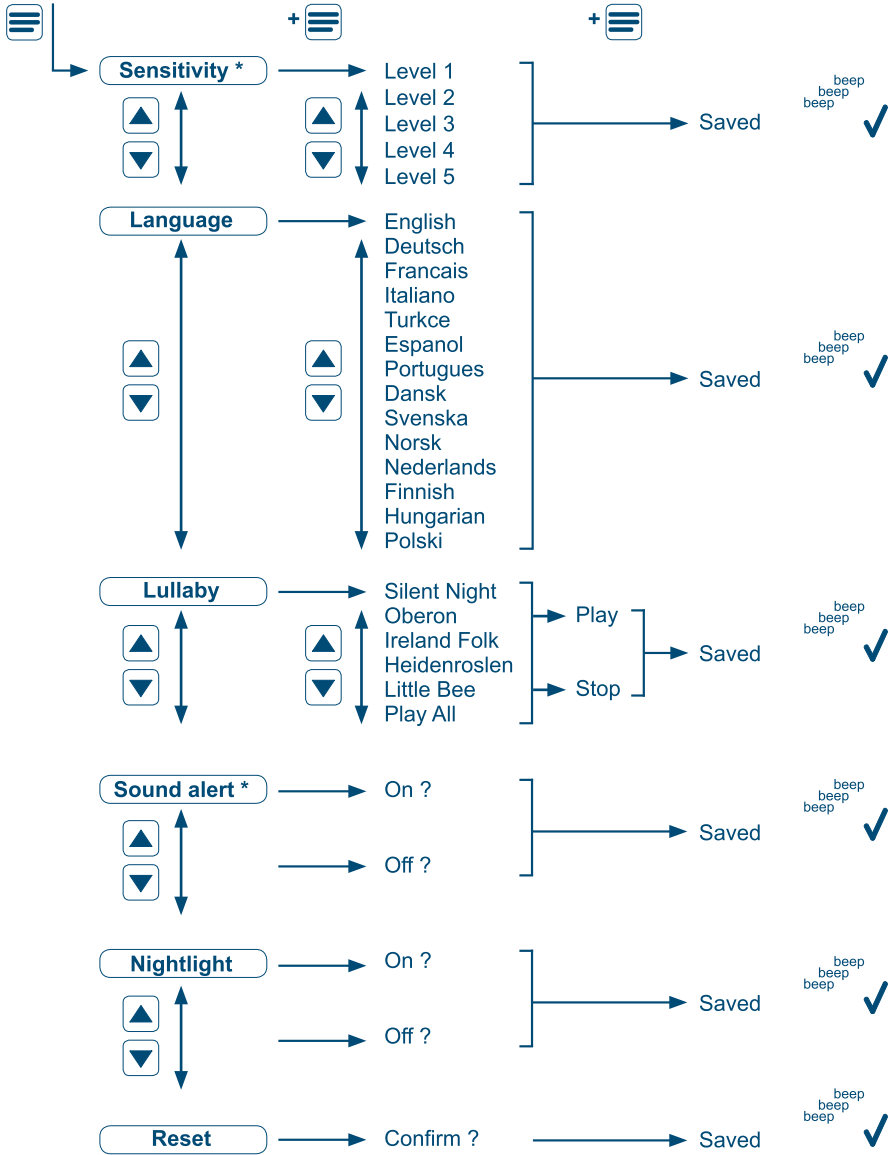 +
+
Sensitivity *
Level 1
Level 2
Level 3
Level 4
Level 5
Saved
beep
beep
beep
Language
English
Deutsch
Francais
Italiano
Turkce
Espanol
Portugues
Dansk
Svenska
Norsk
Nederlands
Finnish
Hungarian
Polski
Saved
beep
beep
beep
Lullaby
Silent Night
Oberon
Ireland Folk
Heidenroslen
Little Bee
Play All
Play
Stop
Saved
beep
beep
beep
Sound alert *
On ?
Off ?
Saved
beep
beep
beep
Nightlight
On ?
Off ?
Saved
beep
beep
beep
Reset
Confirm ?
Saved
beep
beep
beep